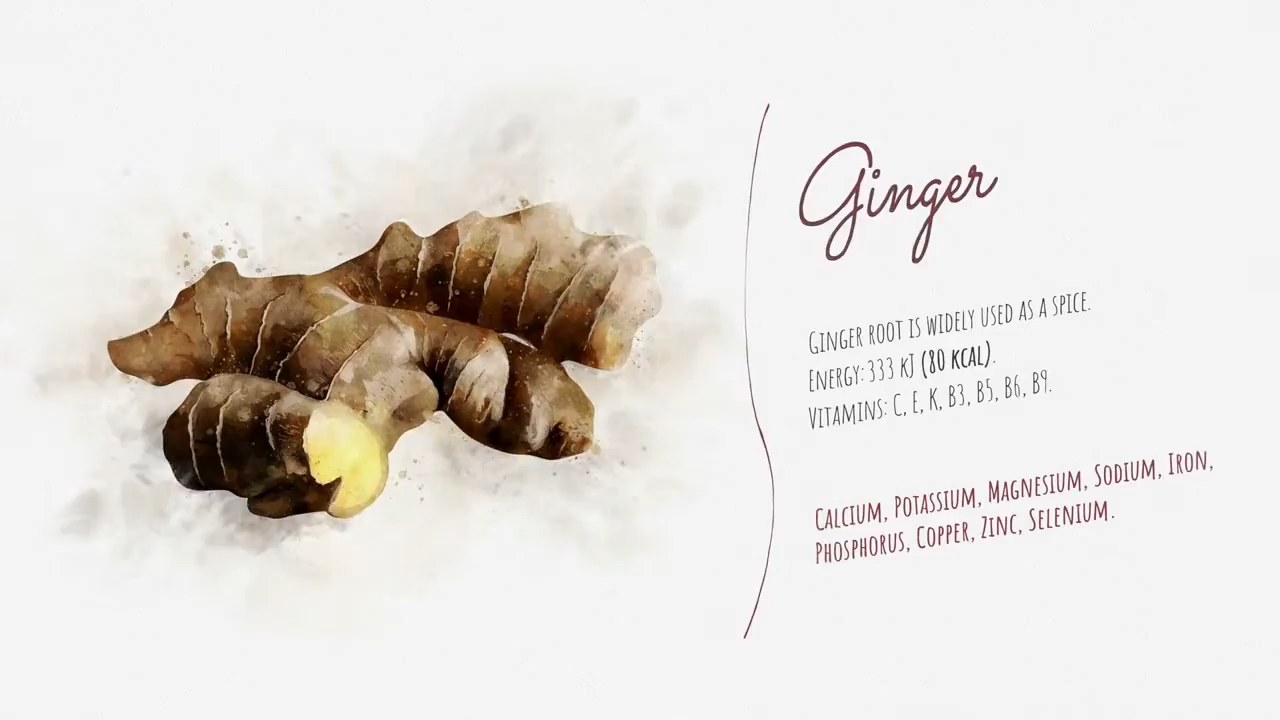 Ginger
Ginger root is widely used as a spice.
Energy: 333 kJ (80 kcal).
Vitamins: C, E, K, B3, B5, B6, B9.
Calcium, Potassium, Magnesium, Sodium, Iron,
Phosphorus, Copper, Zinc, Selenium.